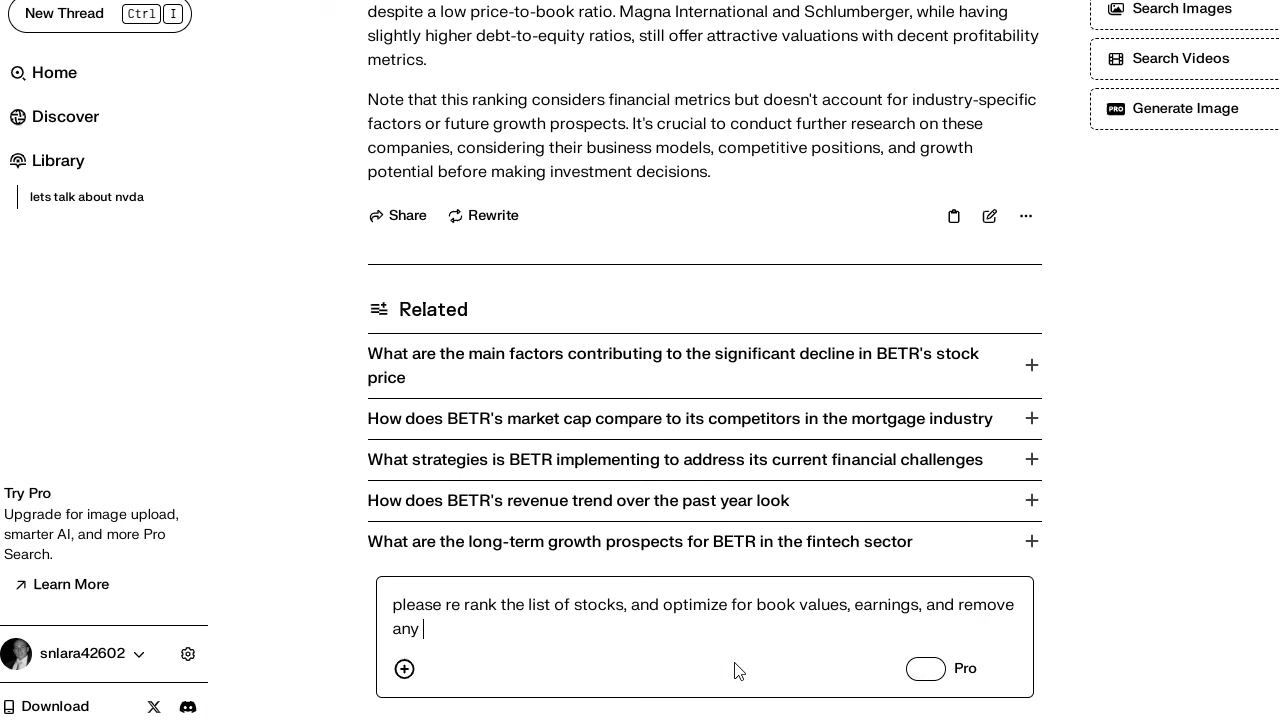 New Thread Ctrl I
Home
Discover
Library
lets talk about nvda
Try Pro
Upgrade for image upload,
smarter AI, and more Pro
Search.
Learn More
snlara42602
Download
despite a low price-to-book ratio. Magna International and Schlumberger, while having
slightly higher debt-to-equity ratios, still offer attractive valuations with decent profitability
metrics.
Note that this ranking considers financial metrics but doesn't account for industry-specific
factors or future growth prospects. It's crucial to conduct further research on these
companies, considering their business models, competitive positions, and growth
potential before making investment decisions.
Share Rewrite
Related
What are the main factors contributing to the significant decline in BETR's stock
price
How does BETR's market cap compare to its competitors in the mortgage industry
What strategies is BETR implementing to address its current financial challenges
How does BETR's revenue trend over the past year look
What are the long-term growth prospects for BETR in the fintech sector
please re rank the list of stocks, and optimize for book values, earnings, and remove
any
Pro
Search Images
Search Videos
PRO Generate Image